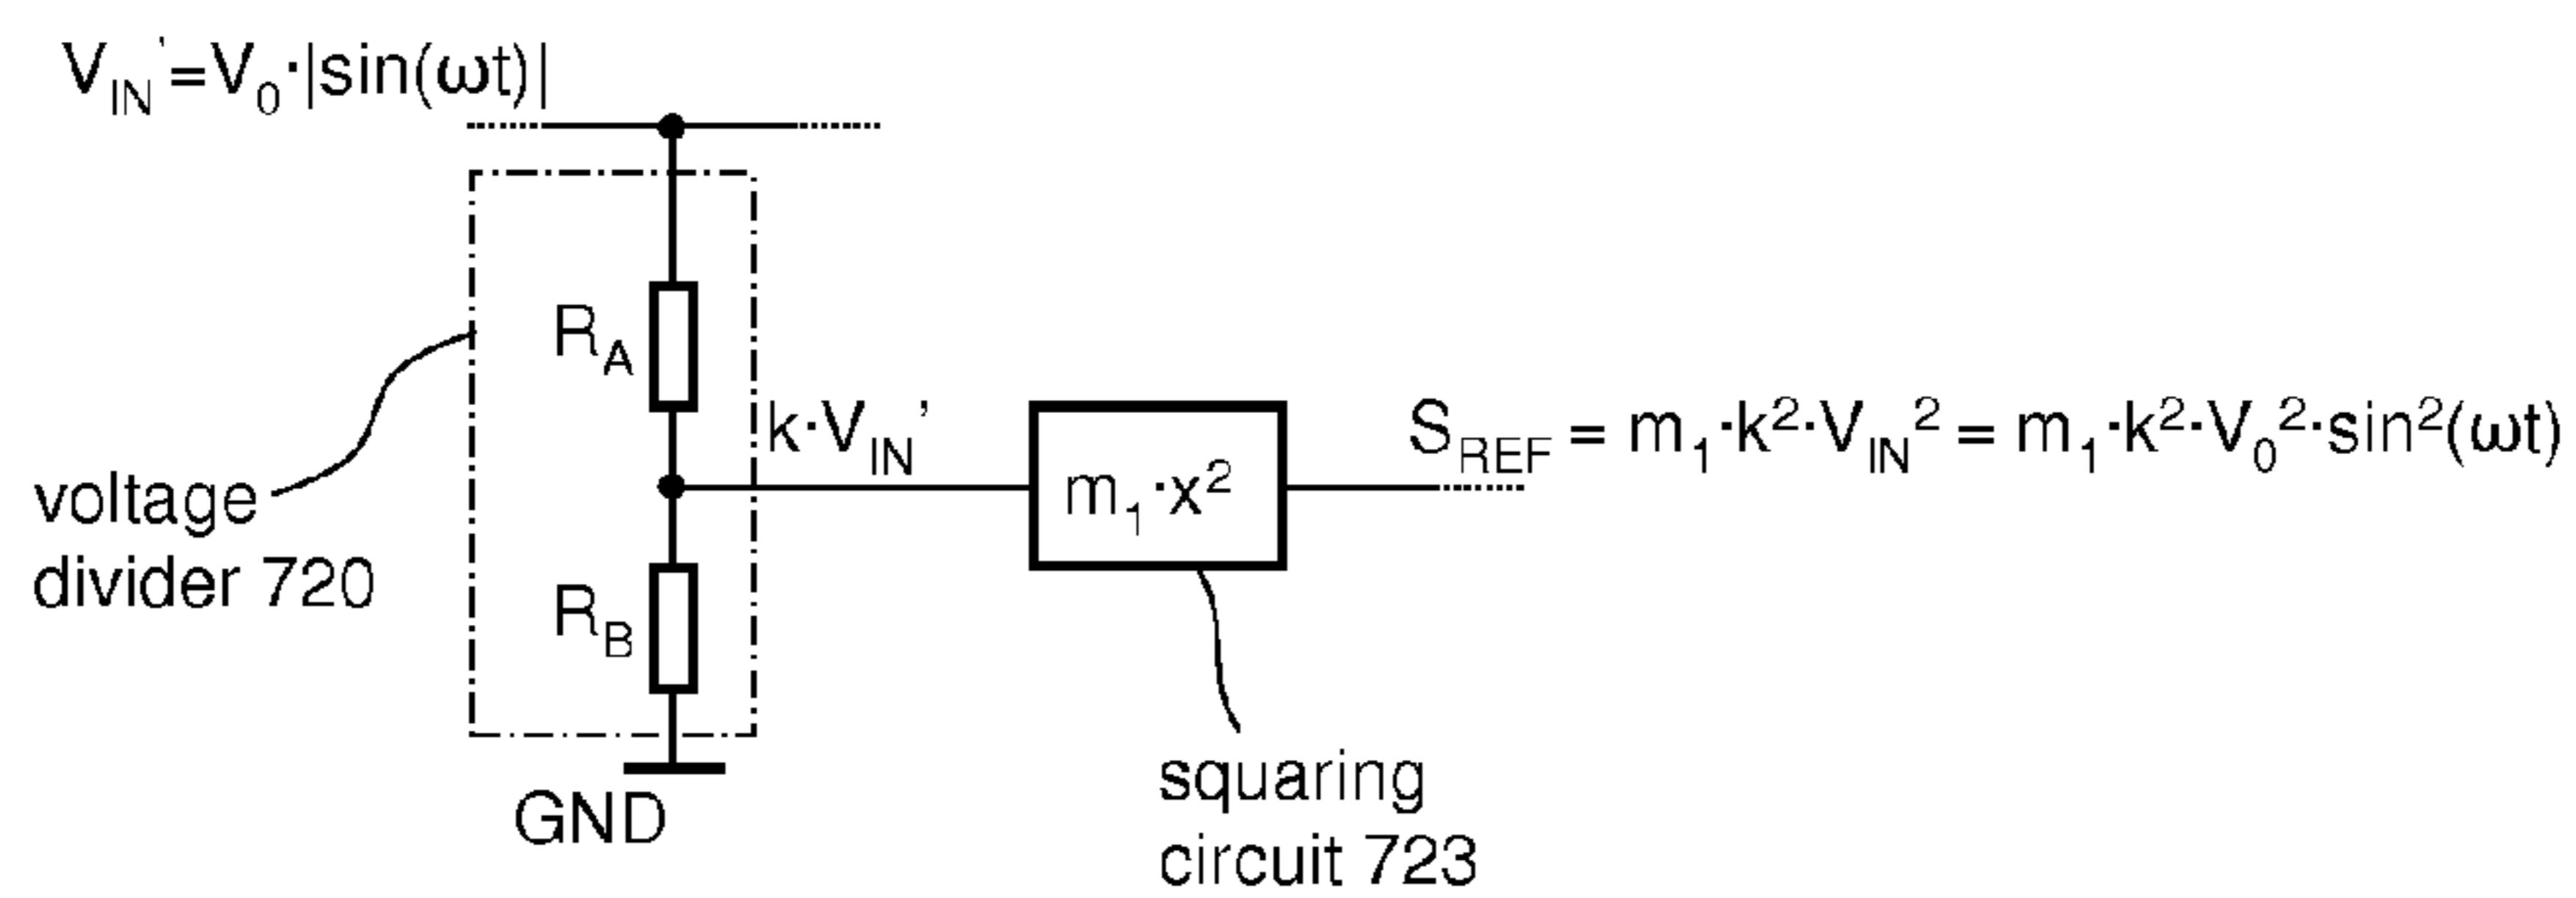 V_IN'=V_0·|sin(ωt)|
R_A
k·V_IN'
m_1·x²
S_REF = m_1·k²·V_IN² = m_1·k²·V_0²·sin²(ωt)
voltage
divider 720
R_B
GND
squaring
circuit 723